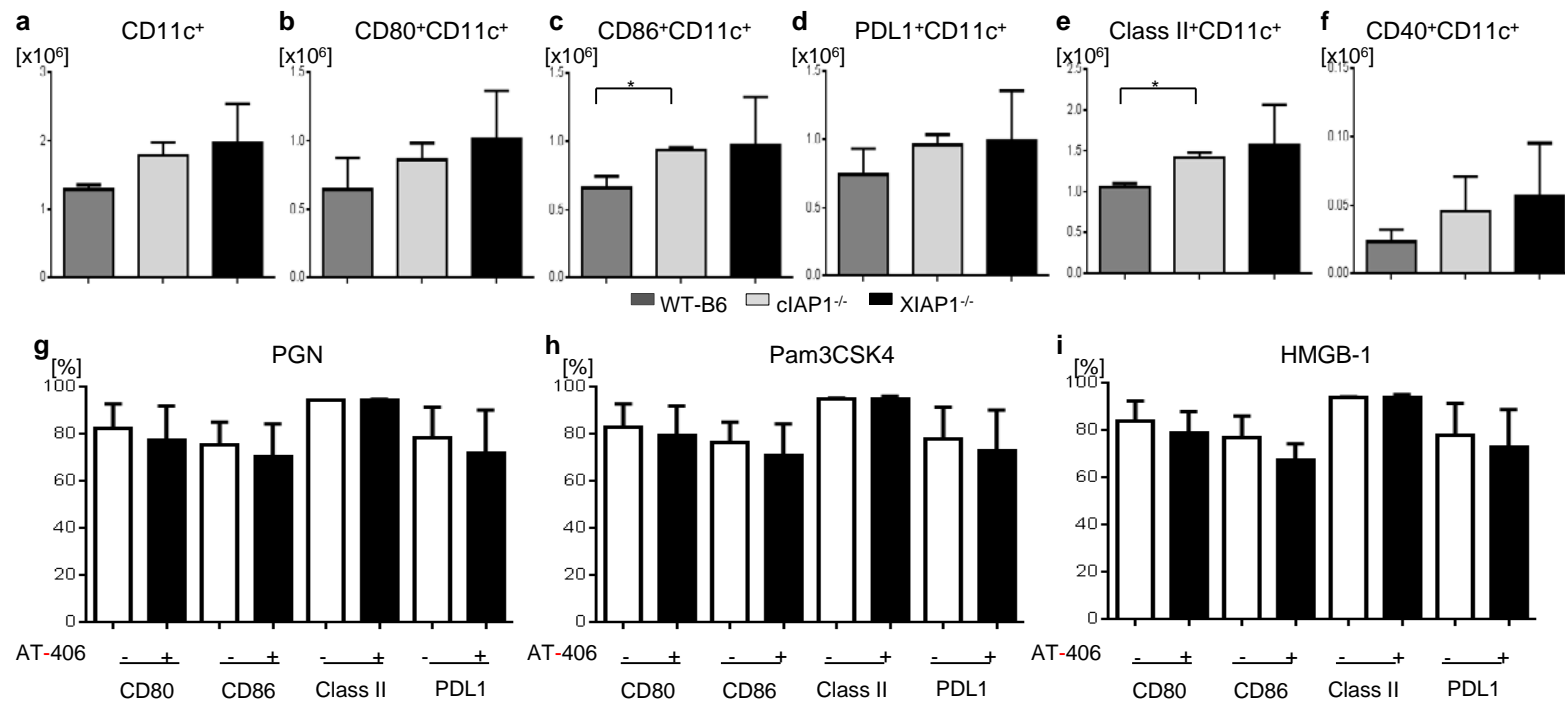 a CD11c⁺
[x10⁶]
3
2
1
0
b CD80⁺CD11c⁺
[x10⁶]
1.5
1.0
0.5
0.0
c CD86⁺CD11c⁺
[x10⁶]
1.5
1.0
0.5
0.0
*
d PDL1⁺CD11c⁺
[x10⁶]
1.5
1.0
0.5
0.0
e Class II⁺CD11c⁺
[x10⁶]
2.5
2.0
1.5
1.0
0.5
0.0
*
f CD40⁺CD11c⁺
[x10⁶]
0.15
0.10
0.05
0.00
WT-B6 cIAP1⁻/⁻ XIAP1⁻/⁻
g PGN
[%]
100
80
60
40
20
0
AT-406 - + - + - + - +
CD80 CD86 Class II PDL1
h Pam3CSK4
[%]
100
80
60
40
20
0
AT-406 - + - + - + - +
CD80 CD86 Class II PDL1
i HMGB-1
[%]
100
80
60
40
20
0
AT-406 - + - + - + - +
CD80 CD86 Class II PDL1